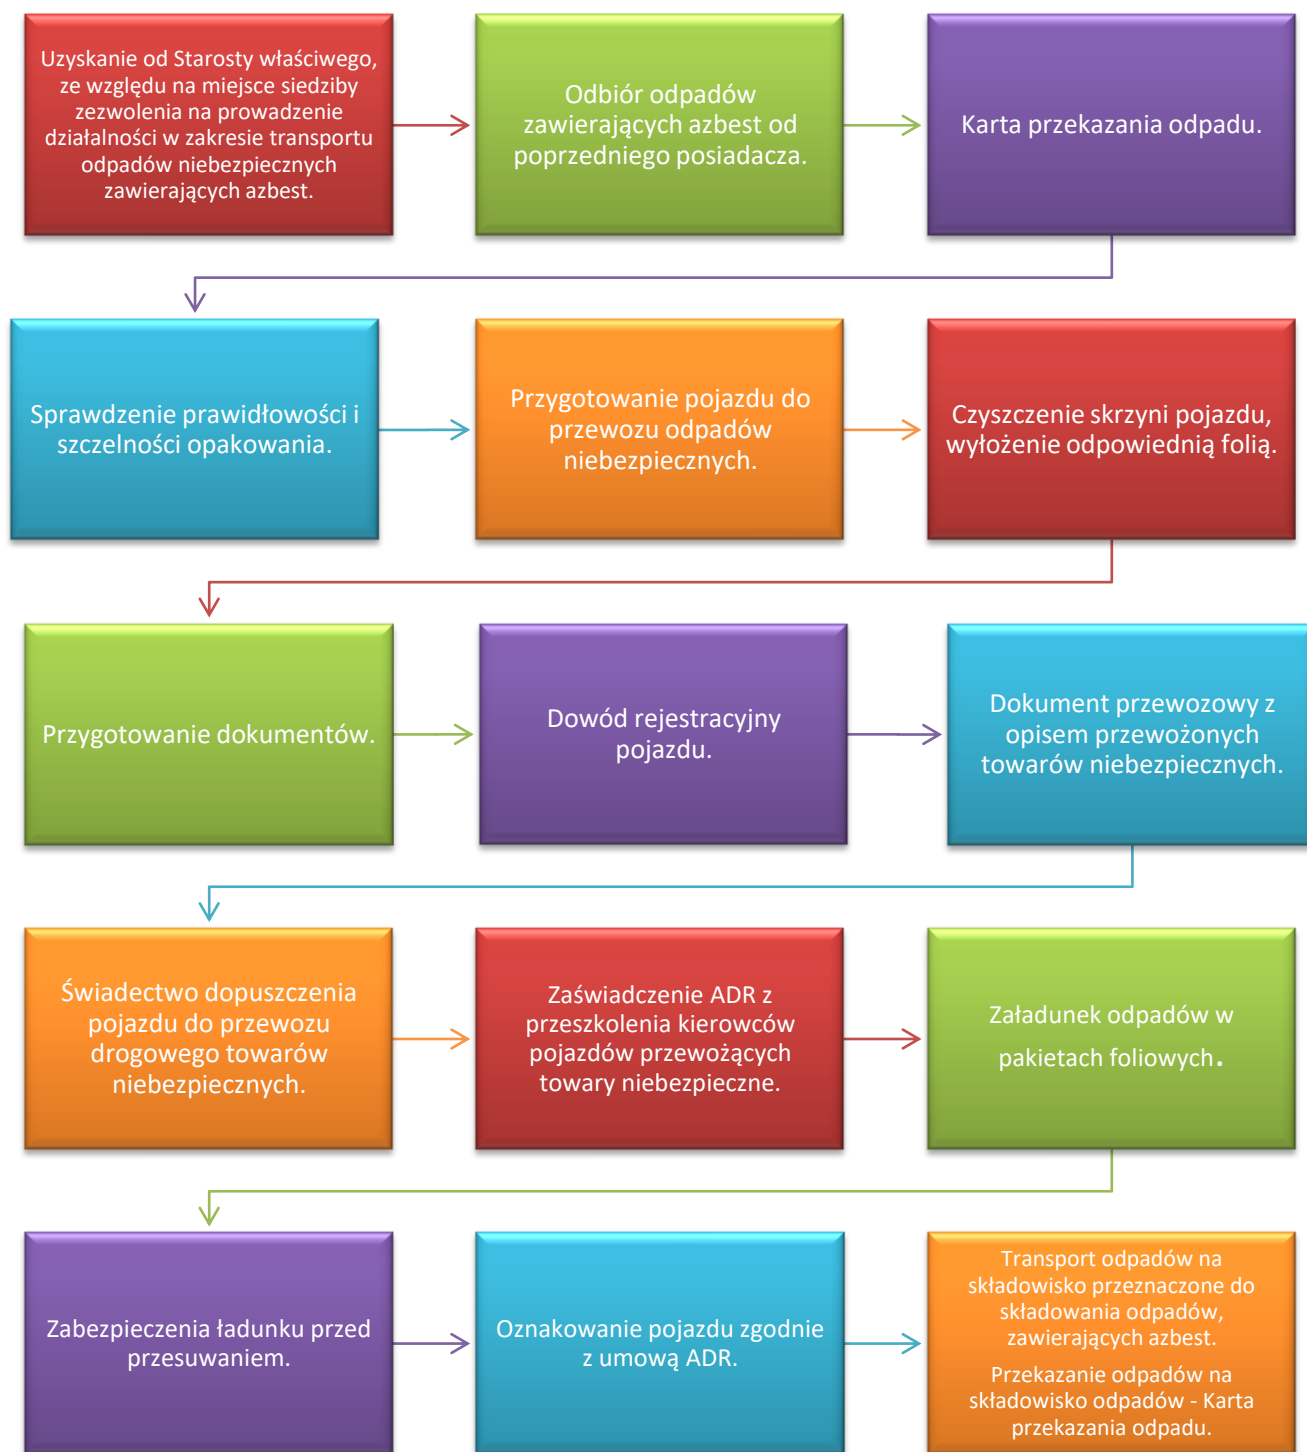 Uzyskanie od Starosty właściwego,
ze względu na miejsce siedziby
zezwolenia na prowadzenie
działalności w zakresie transportu
odpadów niebezpiecznych
zawierających azbest.
Odbiór odpadów
zawierających azbest od
poprzedniego posiadacza.
Karta przekazania odpadu.
Sprawdzenie prawidłowości i
szczelności opakowania.
Przygotowanie pojazdu do
przewozu odpadów
niebezpiecznych.
Czyszczenie skrzyni pojazdu,
wyłożenie odpowiednią folią.
Przygotowanie dokumentów.
Dowód rejestracyjny
pojazdu.
Dokument przewozowy z
opisem przewożonych
towarów niebezpiecznych.
Świadectwo dopuszczenia
pojazdu do przewozu
drogowego towarów
niebezpiecznych.
Zaświadczenie ADR z
przeszkolenia kierowców
pojazdów przewożących
towary niebezpieczne.
Załadunek odpadów w
pakietach foliowych.
Zabezpieczenia ładunku przed
przesuwaniem.
Oznakowanie pojazdu zgodnie
z umową ADR.
Transport odpadów na
składowisko przeznaczone do
składowania odpadów,
zawierających azbest.
Przekazanie odpadów na
składowisko odpadów - Karta
przekazania odpadu.